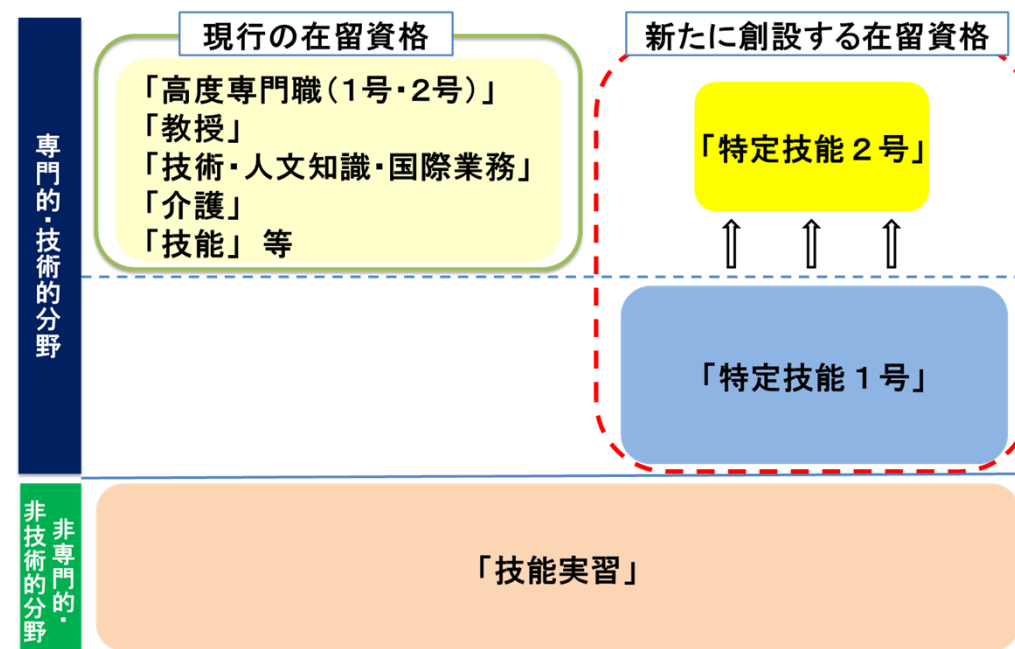 現行の在留資格
新たに創設する在留資格
専門的・技術的分野
「高度専門職(1号・2号)」
「教授」
「技術・人文知識・国際業務」
「介護」
「技能」 等
「特定技能2号」
「特定技能1号」
非専門的・
非技術的分野
「技能実習」